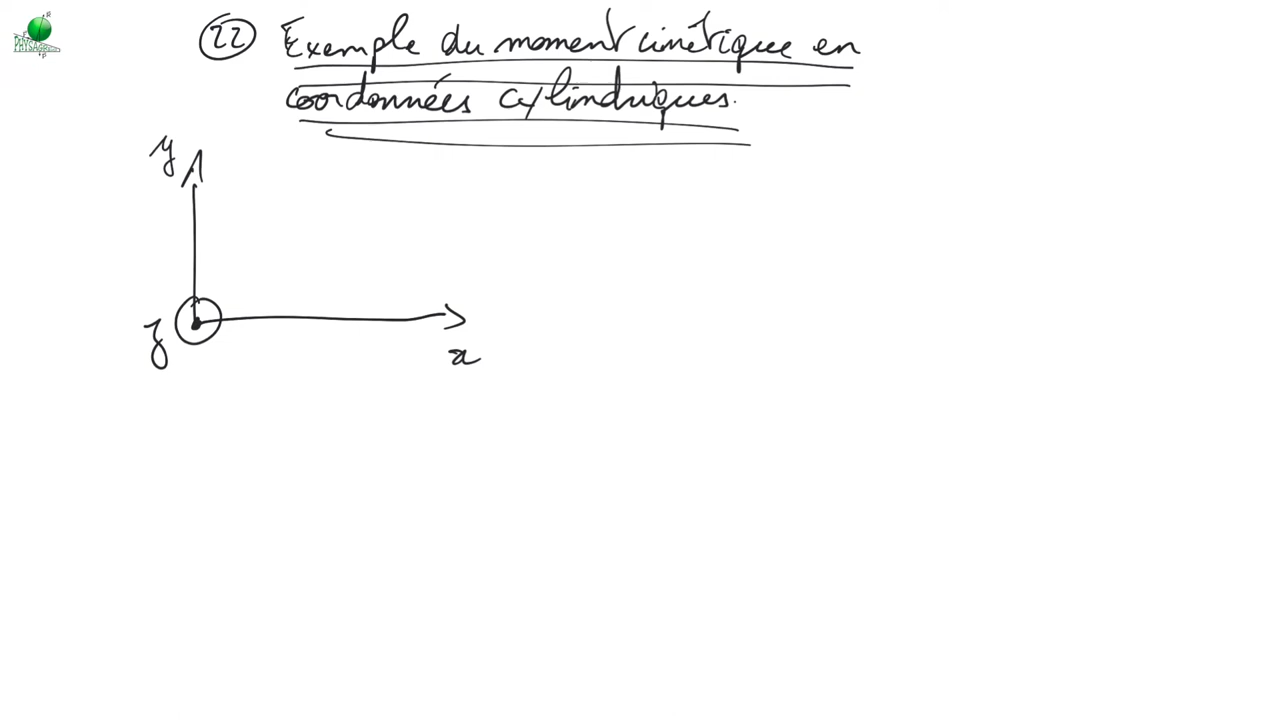 22 Exemple du moment cinétique en
coordonnées cylindriques.
y
z
x